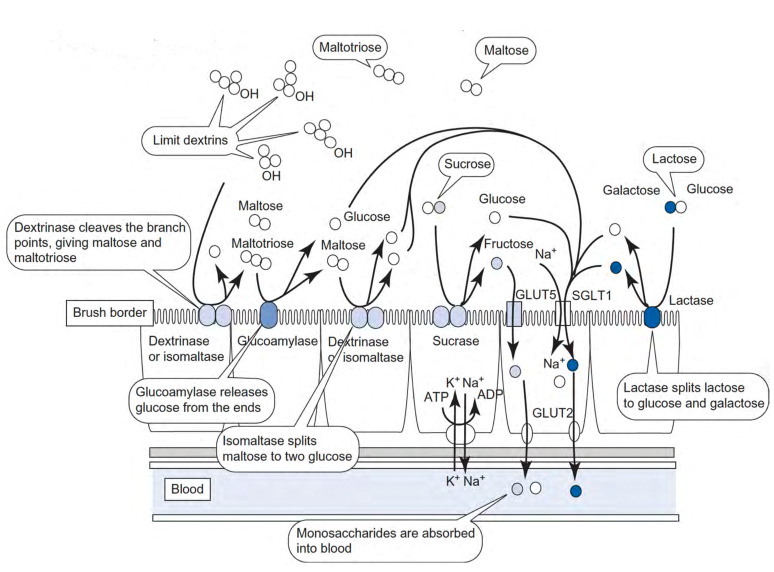 Maltotriose
Maltose
OH
OH
Limit dextrins
OH
OH
Sucrose
Lactose
Galactose
Glucose
Glucose
Maltose
Glucose
Dextrinase cleaves the branch
points, giving maltose and
maltotriose
Maltotriose
Maltose
Fructose
Na+
GLUT5
SGLT1
Lactase
Brush border
Dextrinase
or isomaltase
Glucoamylase
Dextrinase
or isomaltase
Sucrase
Na+
Glucoamylase releases
glucose from the ends
K+ Na+
ATP
ADP
Lactase splits lactose
to glucose and galactose
GLUT2
Isomaltase splits
maltose to two glucose
Blood
K+ Na+
Monosaccharides are absorbed
into blood